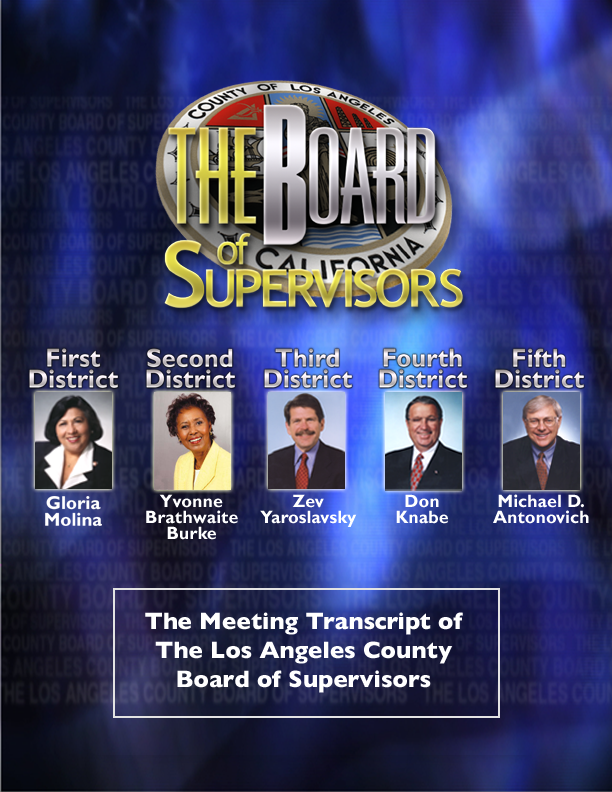 COUNTY OF LOS ANGELES
THE BOARD
of
SUPERVISORS
CALIFORNIA
First
District
Gloria
Molina
Second
District
Yvonne
Brathwaite
Burke
Third
District
Zev
Yaroslavsky
Fourth
District
Don
Knabe
Fifth
District
Michael D.
Antonovich
The Meeting Transcript of
The Los Angeles County
Board of Supervisors